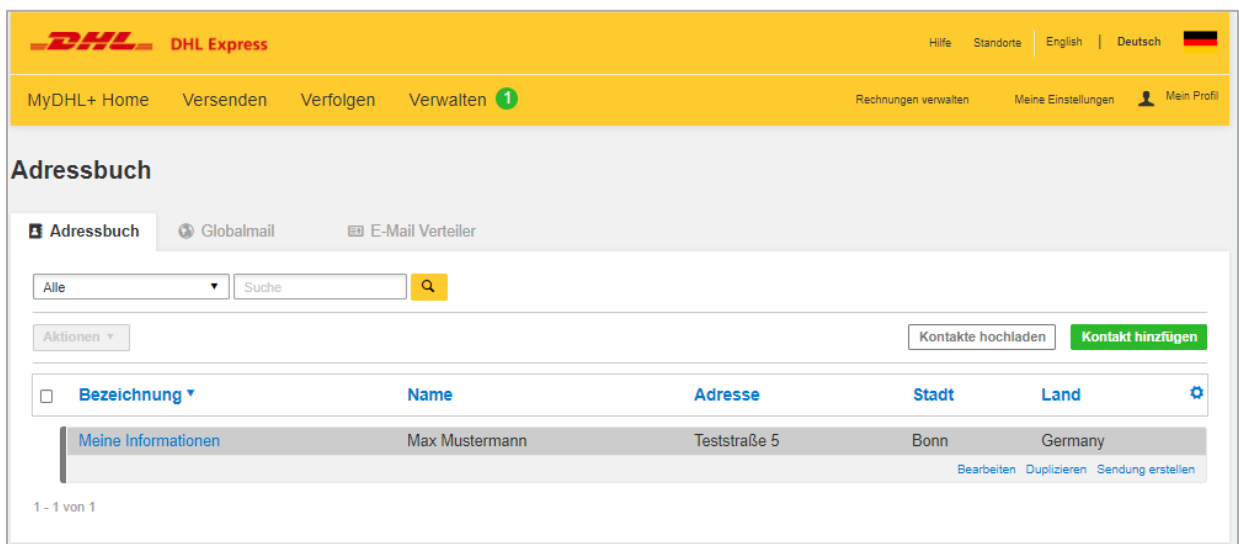 DHL DHL Express
Hilfe Standorte English | Deutsch
MyDHL+ Home Versenden Verfolgen Verwalten 1
Rechnungen verwalten Meine Einstellungen Mein Profil
Adressbuch
Adressbuch Globalmail E-Mail Verteiler
Alle Suche
Aktionen Kontakte hochladen Kontakt hinzfügen
Bezeichnung Name Adresse Stadt Land
Meine Informationen Max Mustermann Teststraße 5 Bonn Germany
Bearbeiten Duplizieren Sendung erstellen
1 - 1 von 1